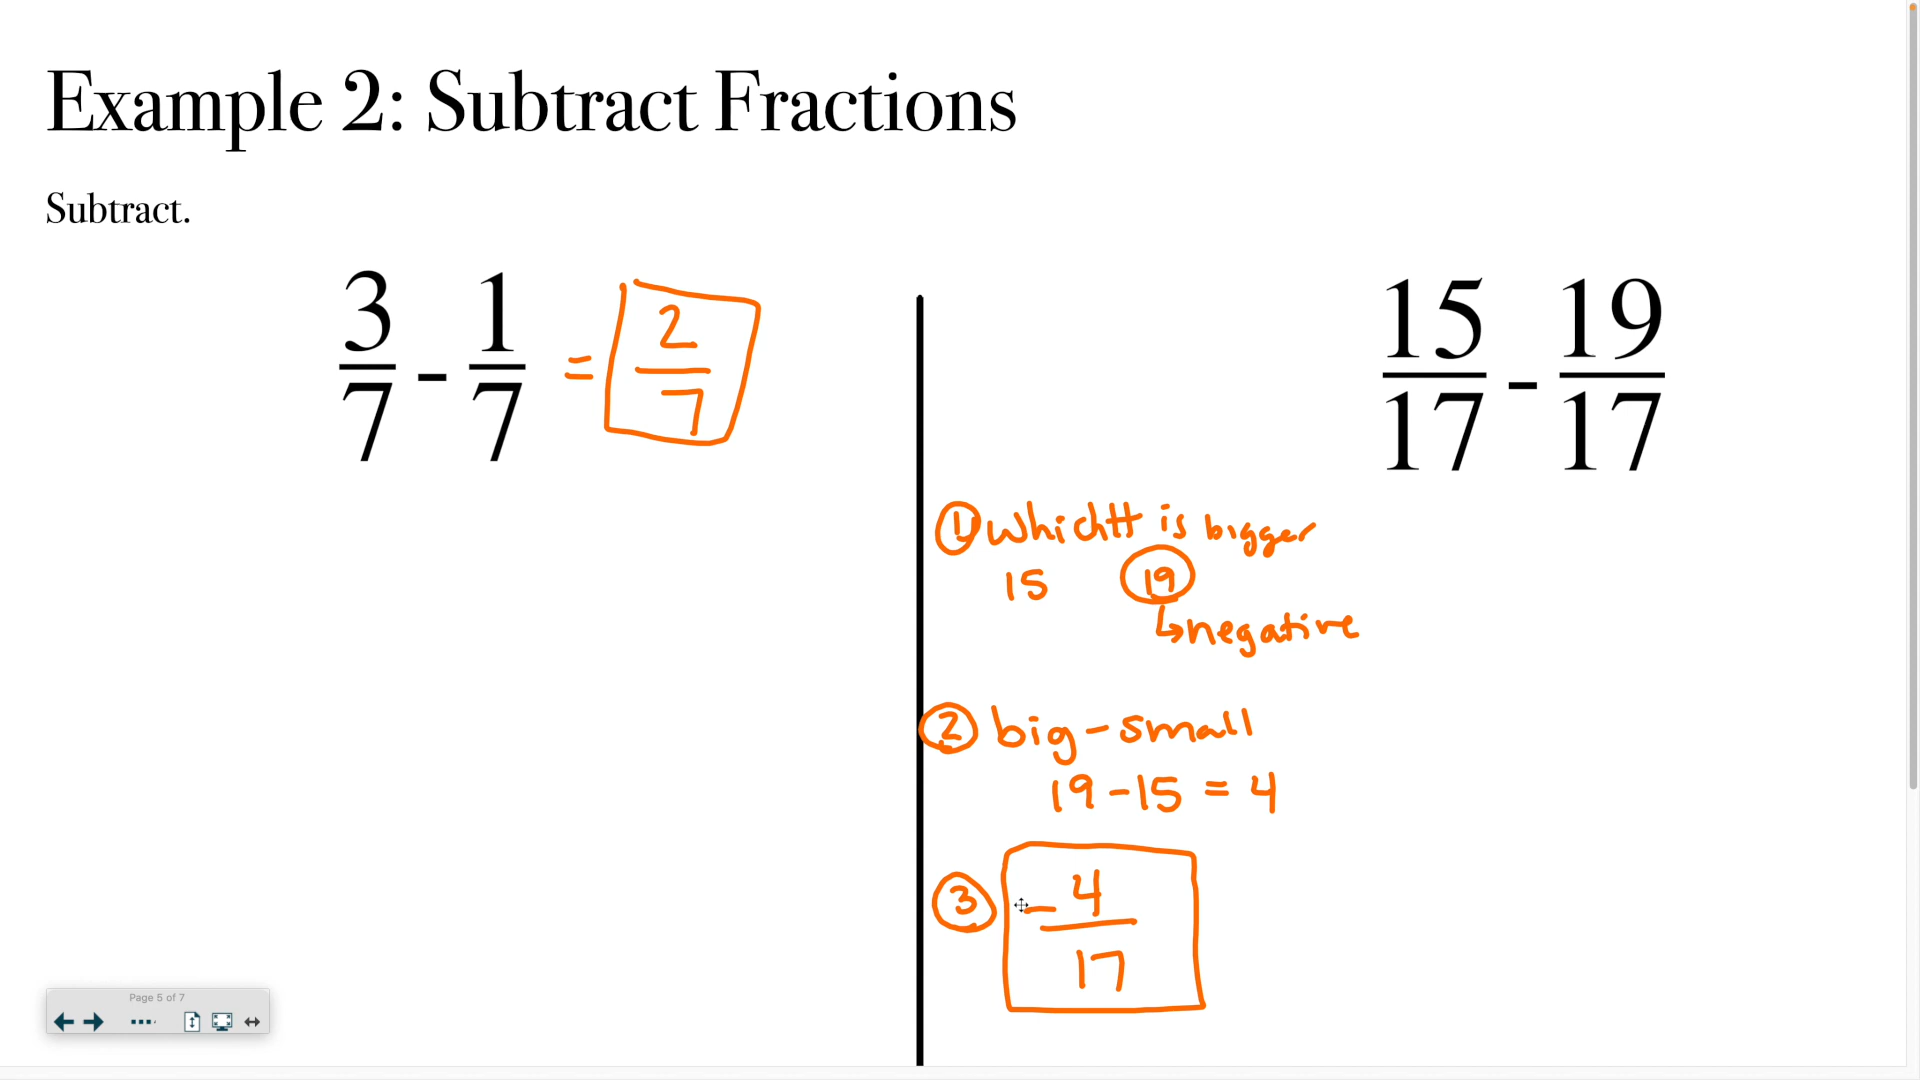 Example 2: Subtract Fractions
Subtract.
3/7 - 1/7 = 2/7
15/17 - 19/17
① Which # is bigger
15 19
↳ negative
② big - small
19 - 15 = 4
③ -4/17
Page 5 of 7